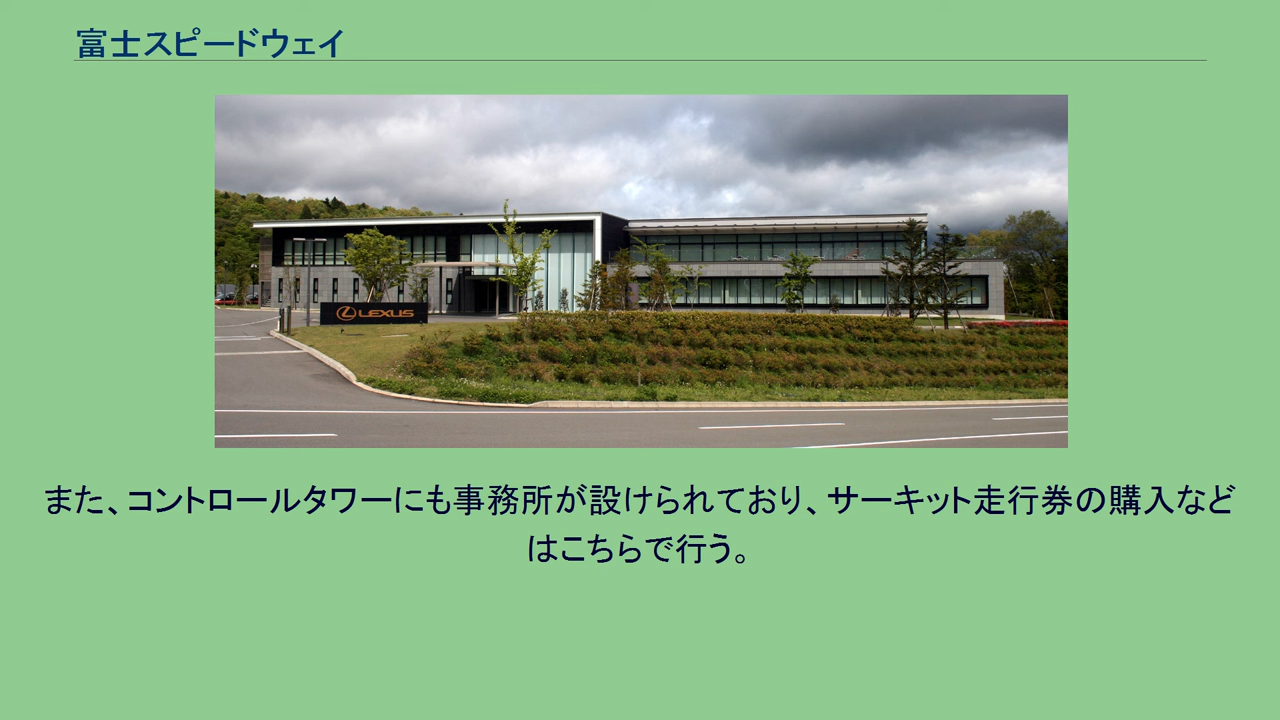 富士スピードウェイ
LEXUS
また、コントロールタワーにも事務所が設けられており、サーキット走行券の購入など
はこちらで行う。